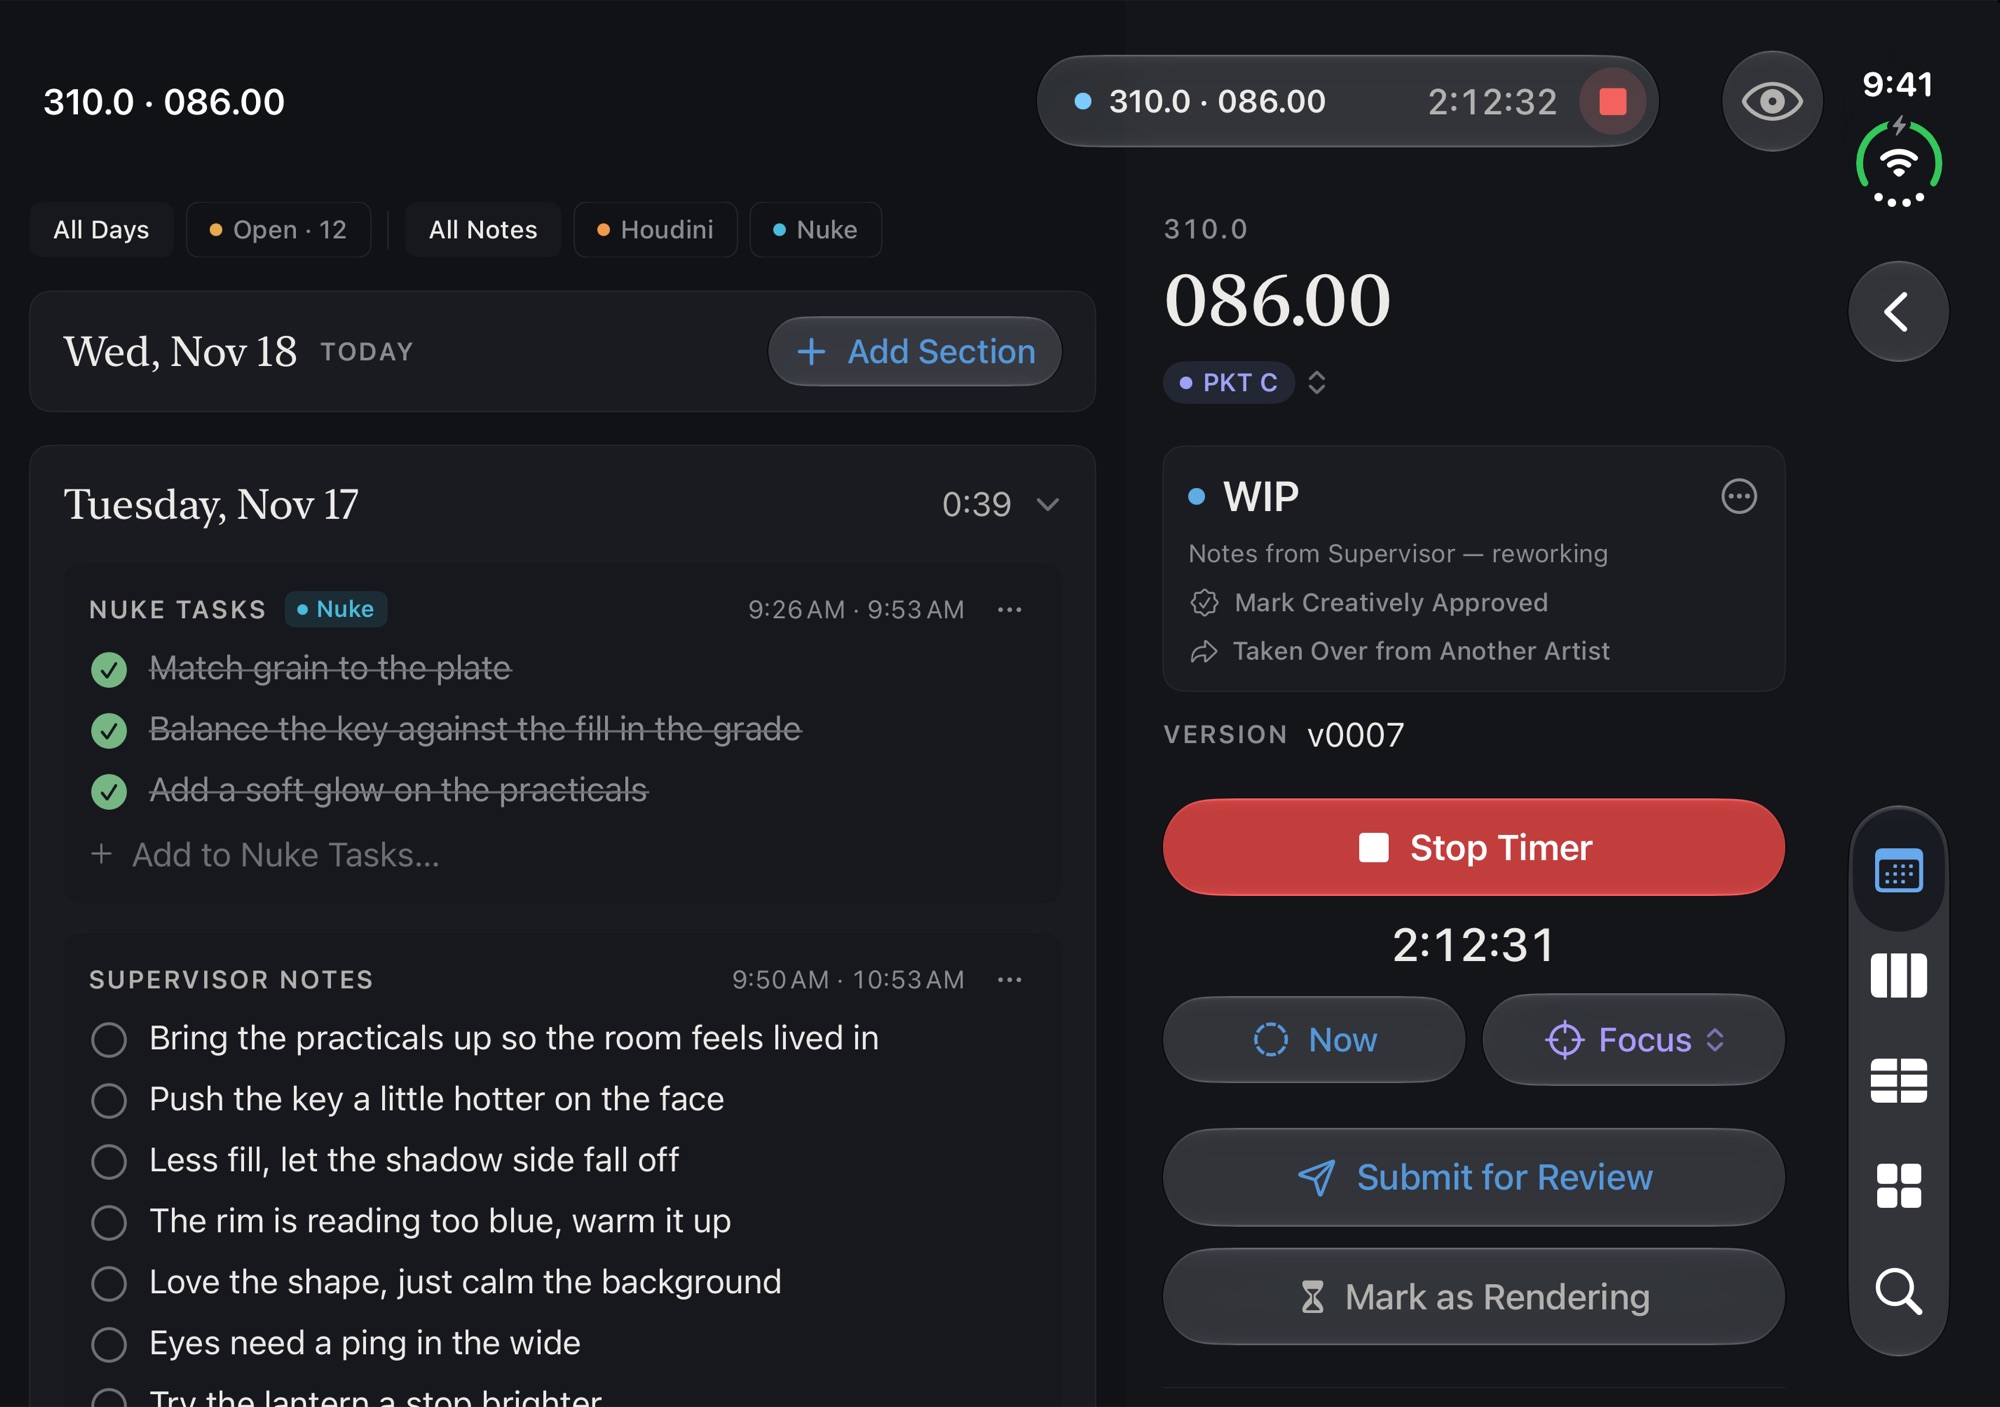 310.0 · 086.00
310.0 · 086.00 2:12:32
9:41
All Days
Open · 12
All Notes
Houdini
Nuke
Wed, Nov 18 TODAY
+ Add Section
Tuesday, Nov 17
0:39
NUKE TASKS Nuke 9:26 AM · 9:53 AM
Match grain to the plate
Balance the key against the fill in the grade
Add a soft glow on the practicals
+ Add to Nuke Tasks...
SUPERVISOR NOTES 9:50 AM · 10:53 AM
Bring the practicals up so the room feels lived in
Push the key a little hotter on the face
Less fill, let the shadow side fall off
The rim is reading too blue, warm it up
Love the shape, just calm the background
Eyes need a ping in the wide
Try the lantern a stop brighter
310.0
086.00
PKT C
WIP
Notes from Supervisor — reworking
Mark Creatively Approved
Taken Over from Another Artist
VERSION v0007
Stop Timer
2:12:31
Now
Focus
Submit for Review
Mark as Rendering